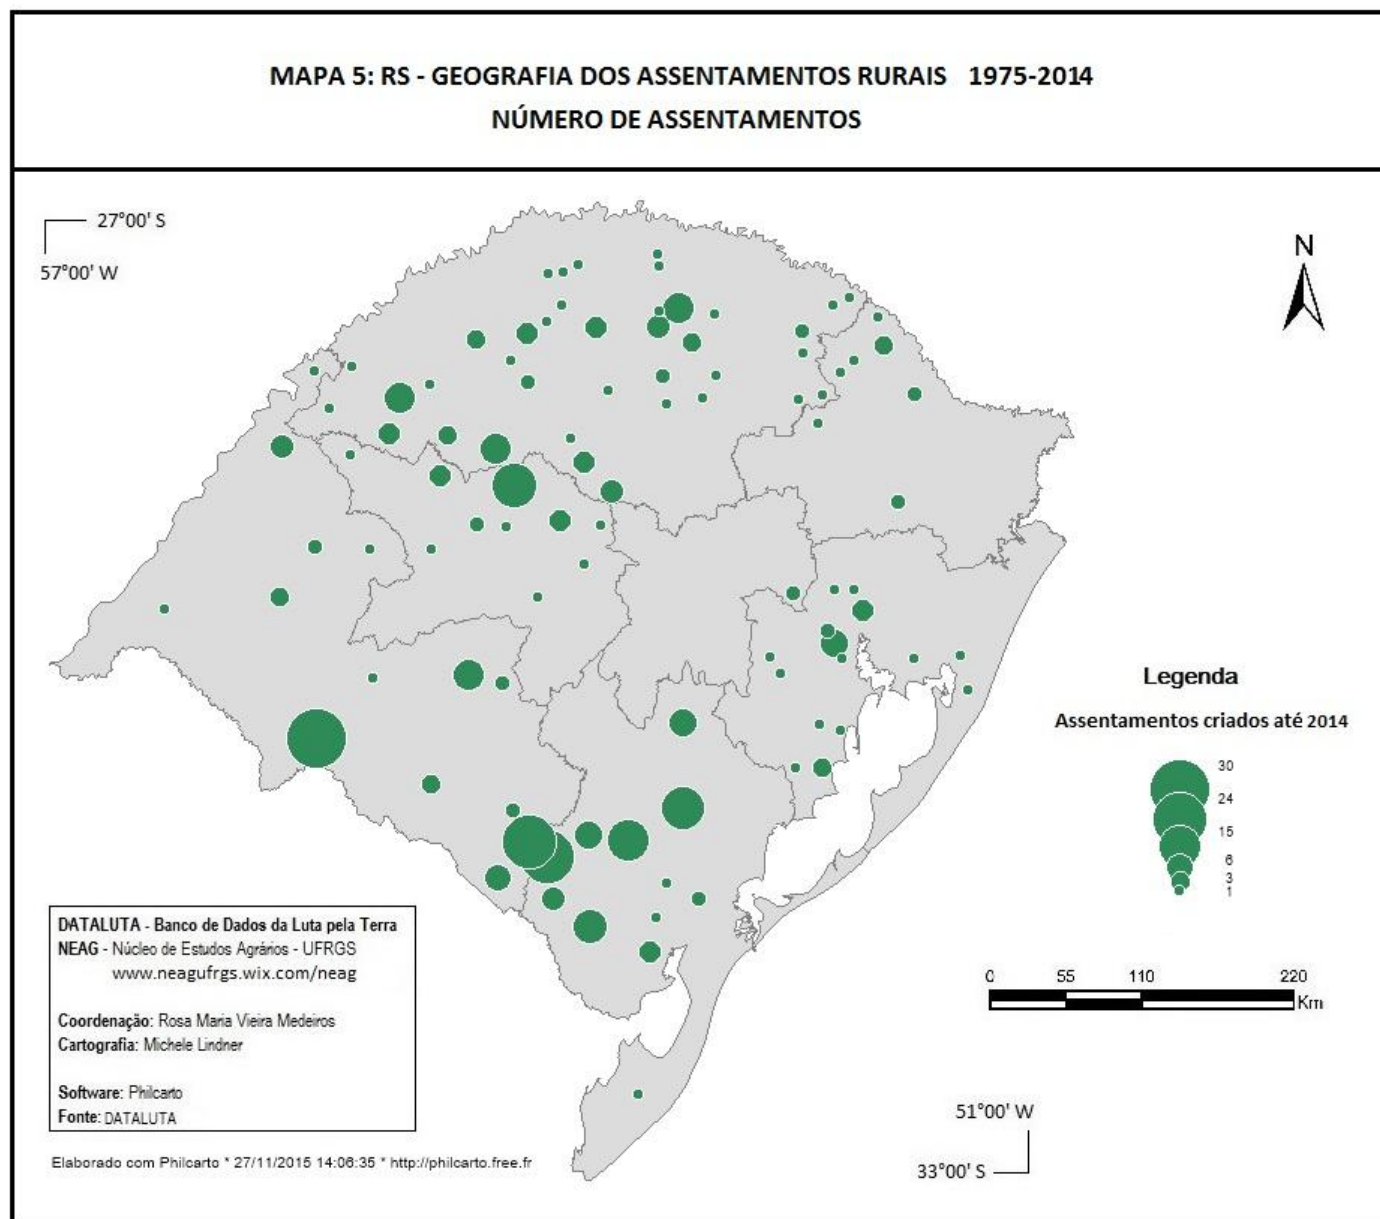 MAPA 5: RS - GEOGRAFIA DOS ASSENTAMENTOS RURAIS 1975-2014
NÚMERO DE ASSENTAMENTOS
27°00' S
57°00' W
N
Legenda
Assentamentos criados até 2014
30
24
15
6
3
1
DATALUTA - Banco de Dados da Luta pela Terra
NEAG - Núcleo de Estudos Agrários - UFRGS
www.neagufrgs.wix.com/neag
Coordenação: Rosa Maria Vieira Medeiros
Cartografia: Michele Lindner
Software: Philcarto
Fonte: DATALUTA
0 55 110 220
Km
51°00' W
33°00' S
Elaborado com Philcarto * 27/11/2015 14:06:35 * http://philcarto.free.fr